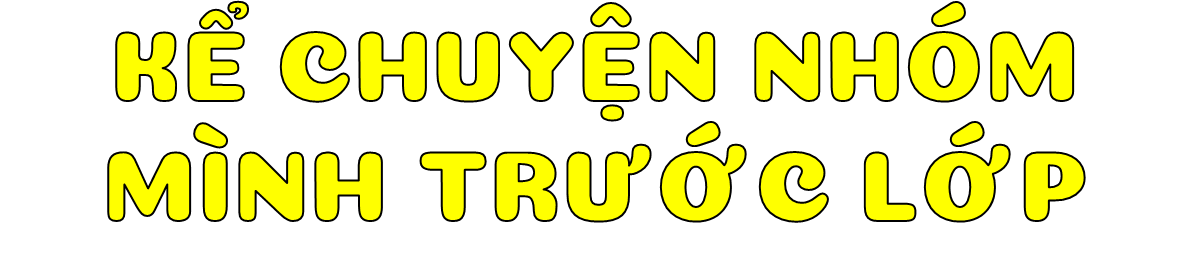 KỂ CHUYỆN NHÓM
MÌNH TRƯỚC LỚP